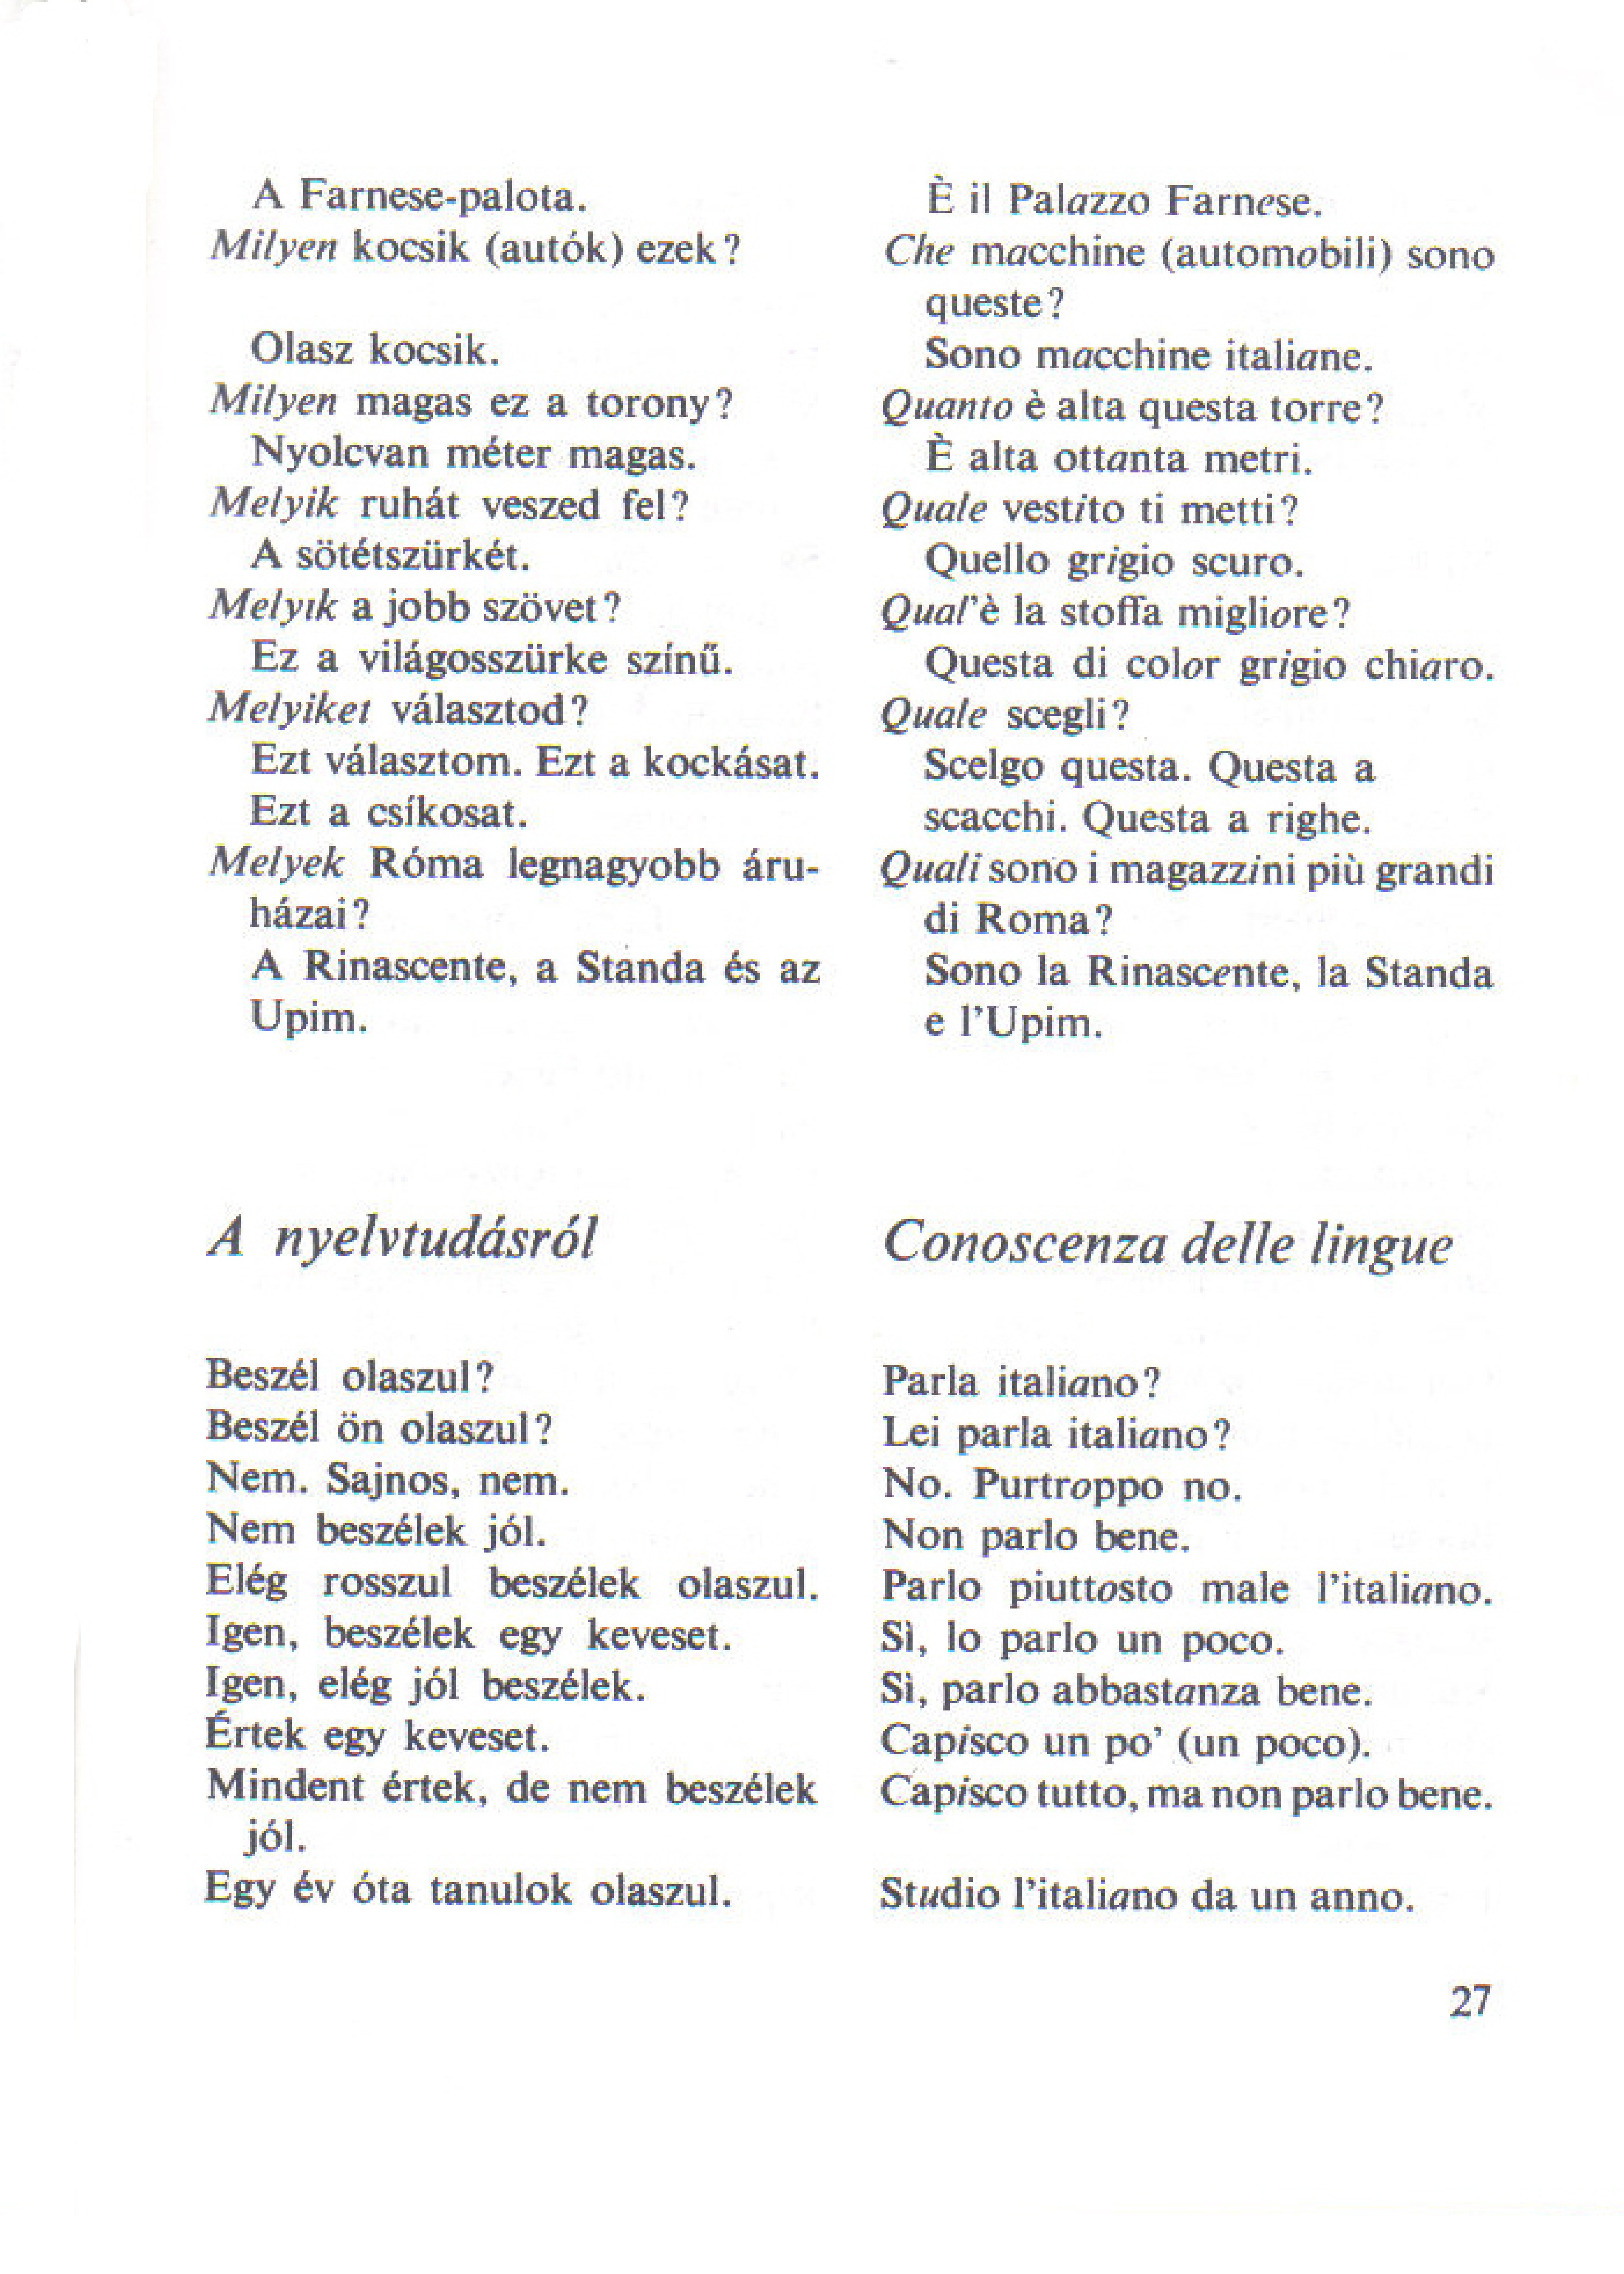 A Farnese-palota.
Milyen kocsik (autók) ezek?
Olasz kocsik.
Milyen magas ez a torony?
Nyolcvan méter magas.
Melyik ruhát veszed fel?
A sötétszürkét.
Melyik a jobb szövet?
Ez a világosszürke színű.
Melyiket választod?
Ezt választom. Ezt a kockásat.
Ezt a csíkosat.
Melyek Róma legnagyobb áru-
házai?
A Rinascente, a Standa és az
Upim.
È il Palazzo Farnese.
Che macchine (automobili) sono
queste?
Sono macchine italiane.
Quanto è alta questa torre?
È alta ottanta metri.
Quale vestito ti metti?
Quello grigio scuro.
Qual'è la stoffa migliore?
Questa di color grigio chiaro.
Quale scegli?
Scelgo questa. Questa a
scacchi. Questa a righe.
Quali sono i magazzini più grandi
di Roma?
Sono la Rinascente, la Standa
e l'Upim.
A nyelvtudásról
Conoscenza delle lingue
Beszél olaszul?
Beszél ön olaszul?
Nem. Sajnos, nem.
Nem beszélek jól.
Elég rosszul beszélek olaszul.
Igen, beszélek egy keveset.
Igen, elég jól beszélek.
Értek egy keveset.
Mindent értek, de nem beszélek
jól.
Egy év óta tanulok olaszul.
Parla italiano?
Lei parla italiano?
No. Purtroppo no.
Non parlo bene.
Parlo piuttosto male l'italiano.
Sì, lo parlo un poco.
Sì, parlo abbastanza bene.
Capisco un po' (un poco).
Capisco tutto, ma non parlo bene.
Studio l'italiano da un anno.
27